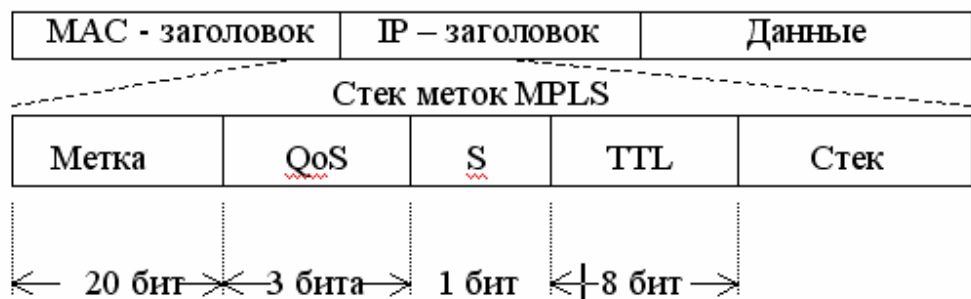 MAC - заголовок IP – заголовок Данные
Стек меток MPLS
Метка QoS S TTL Стек
20 бит 3 бита 1 бит 8 бит